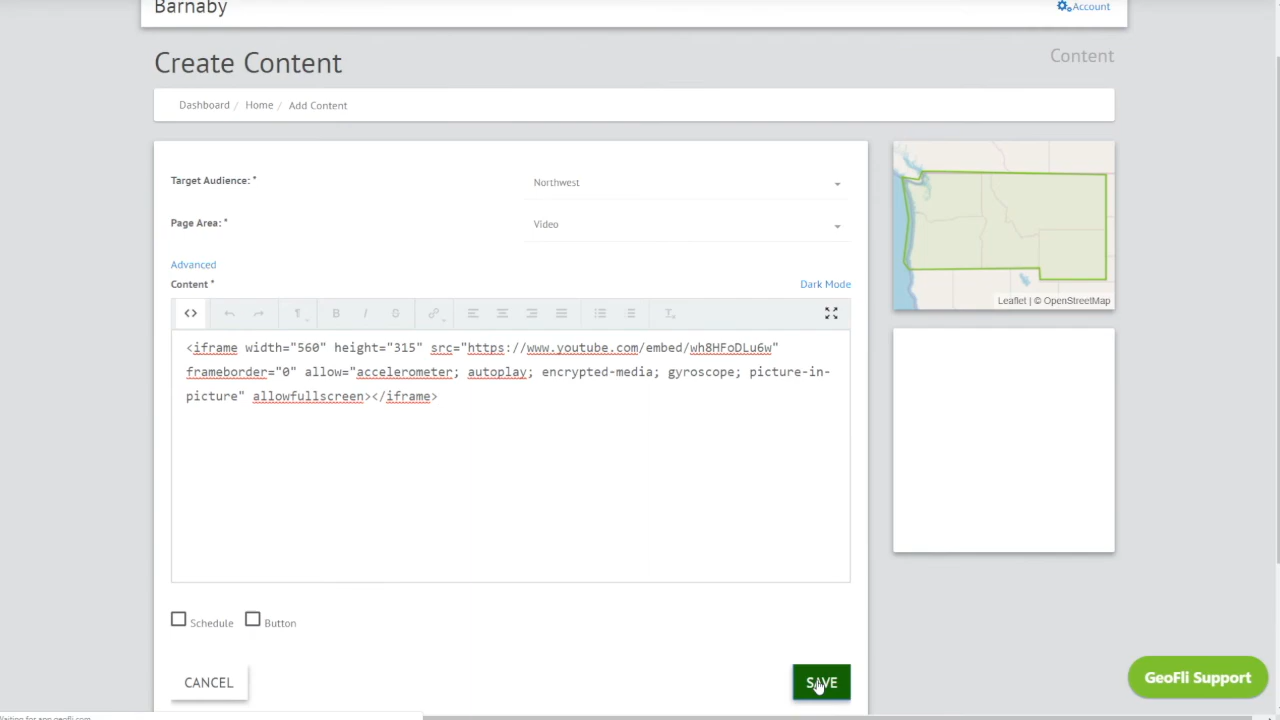 Barnaby
Account
Create Content
Content
Dashboard / Home / Add Content
Target Audience: *
Northwest
Page Area: *
Video
Advanced
Content *
Dark Mode
<iframe width="560" height="315" src="https://www.youtube.com/embed/wh8HFoDLu6w"
frameborder="0" allow="accelerometer; autoplay; encrypted-media; gyroscope; picture-in-
picture" allowfullscreen></iframe>
Leaflet | © OpenStreetMap
Schedule
Button
CANCEL
SAVE
GeoFli Support